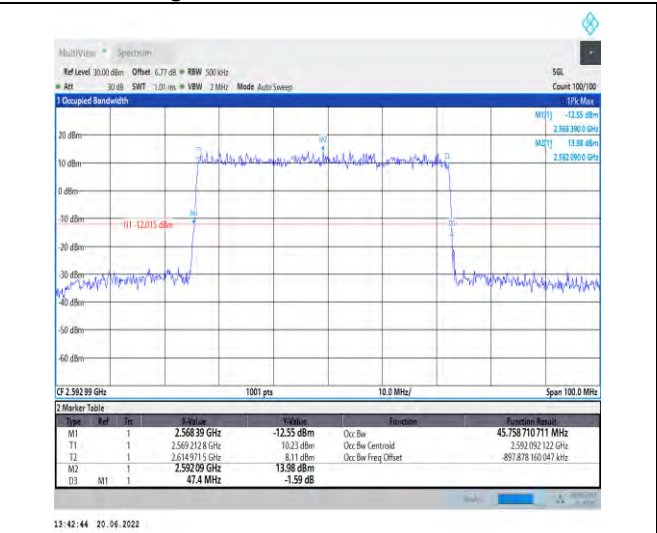 MultiView Spectrum
Ref Level 30.00 dBm Offset 6.77 dB RBW 500 kHz SGL
Att 30 dB SWT 1.01 ms VBW 2 MHz Mode Auto Sweep Count 100/100
1 Occupied Bandwidth 1Pk Max
M1[1] -12.55 dBm
2.568 390 0 GHz
20 dBm M2[1] 13.98 dBm
2.592 090 0 GHz
T1 M2 T2
10 dBm
0 dBm
M1
-10 dBm
H1 -12.015 dBm D3
-20 dBm
-30 dBm
-40 dBm
-50 dBm
-60 dBm
CF 2.592 99 GHz 1001 pts 10.0 MHz/ Span 100.0 MHz
2 Marker Table
Type Ref Trc X-Value Y-Value Function Function Result
M1 1 2.568 39 GHz -12.55 dBm Occ Bw 45.758 710 711 MHz
T1 1 2.569 212 8 GHz 10.23 dBm Occ Bw Centroid 2.592 092 122 GHz
T2 1 2.614 971 5 GHz 8.11 dBm Occ Bw Freq Offset -897.878 160 047 kHz
M2 1 2.592 09 GHz 13.98 dBm
D3 M1 1 47.4 MHz -1.59 dB
Ready
13:42:44 20.06.2022